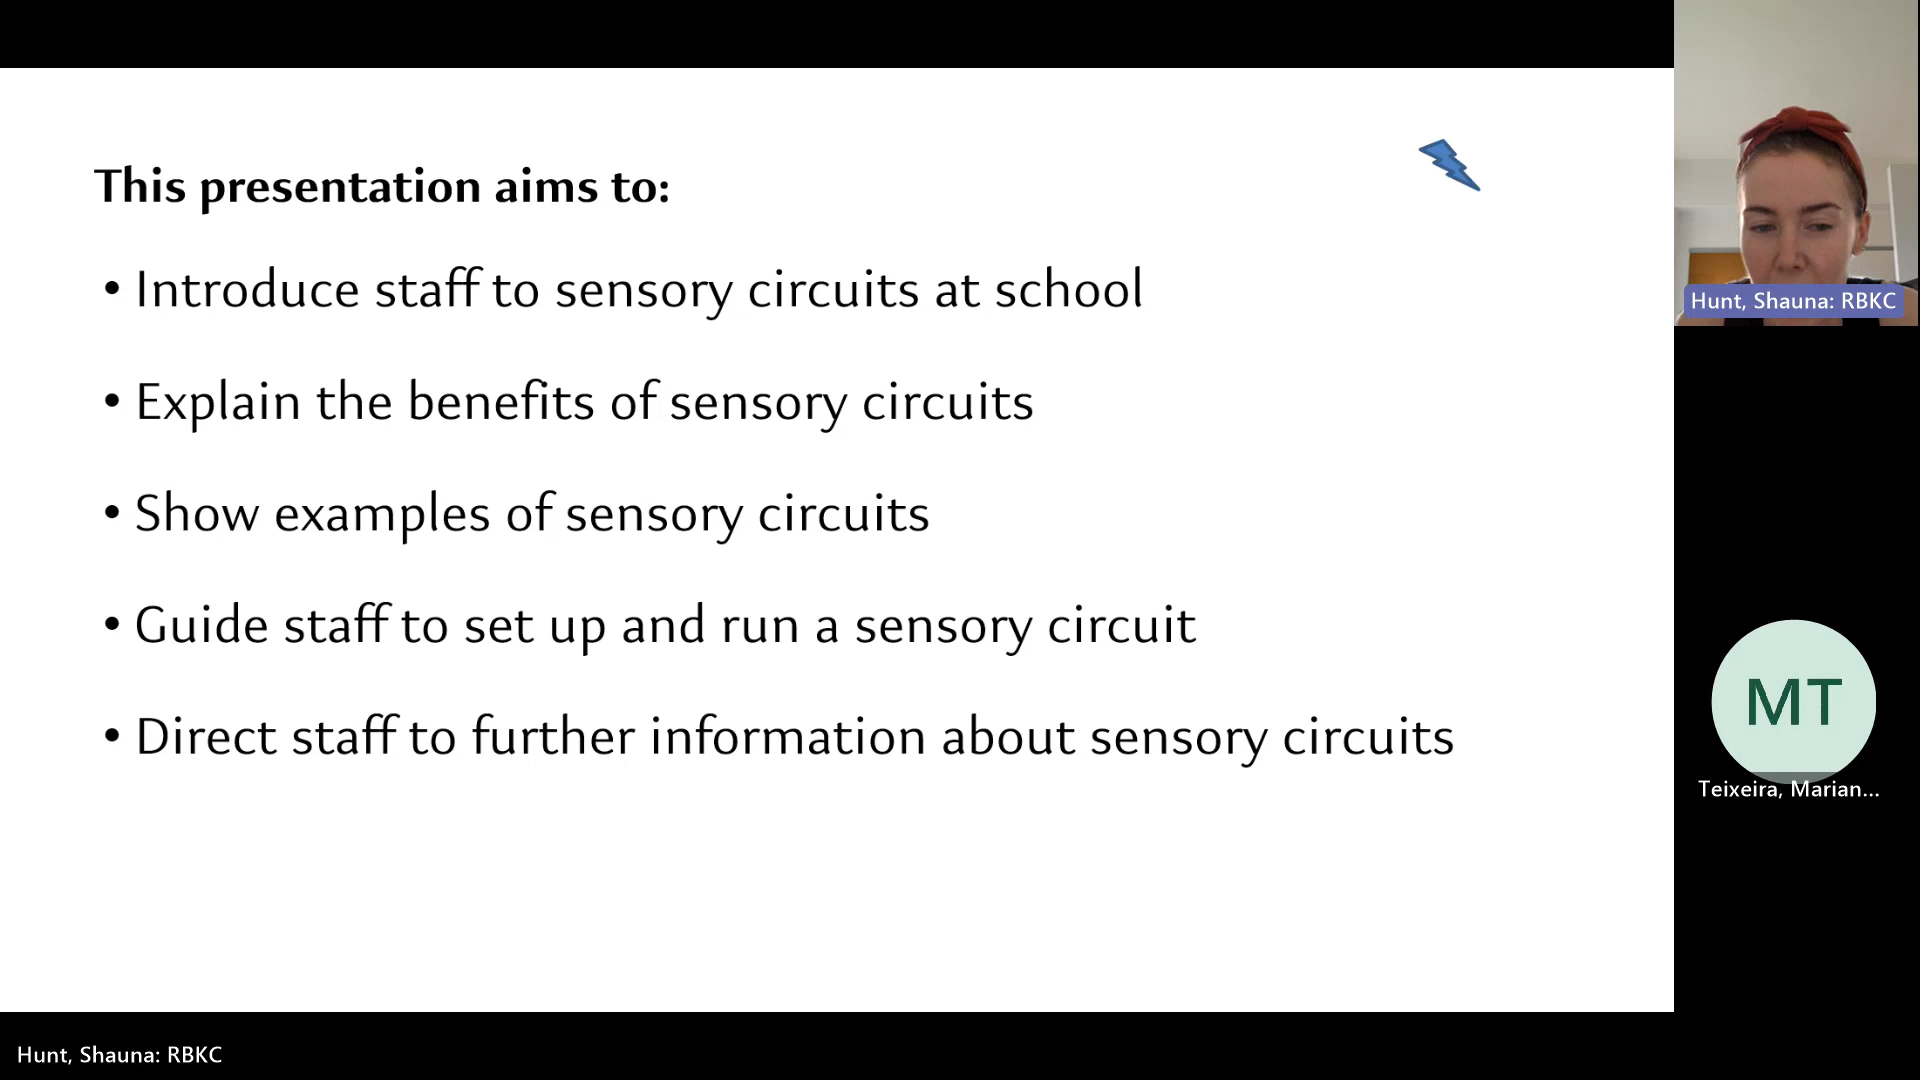 This presentation aims to:
• Introduce staff to sensory circuits at school
• Explain the benefits of sensory circuits
• Show examples of sensory circuits
• Guide staff to set up and run a sensory circuit
• Direct staff to further information about sensory circuits
Hunt, Shauna: RBKC
MT
Teixeira, Marian...
Hunt, Shauna: RBKC